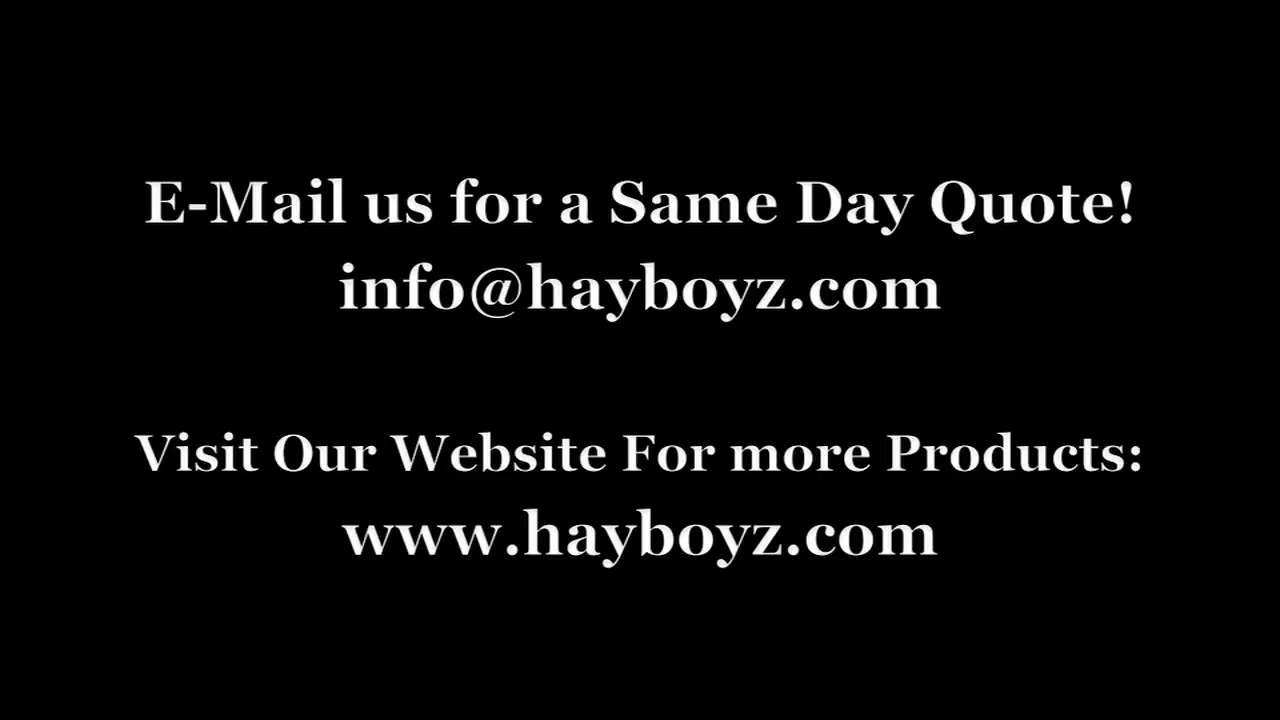 E-Mail us for a Same Day Quote!
info@hayboyz.com
Visit Our Website For more Products:
www.hayboyz.com